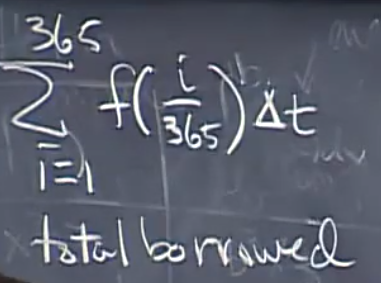 365
∑ f(i/365) Δt
i=1
total borrowed